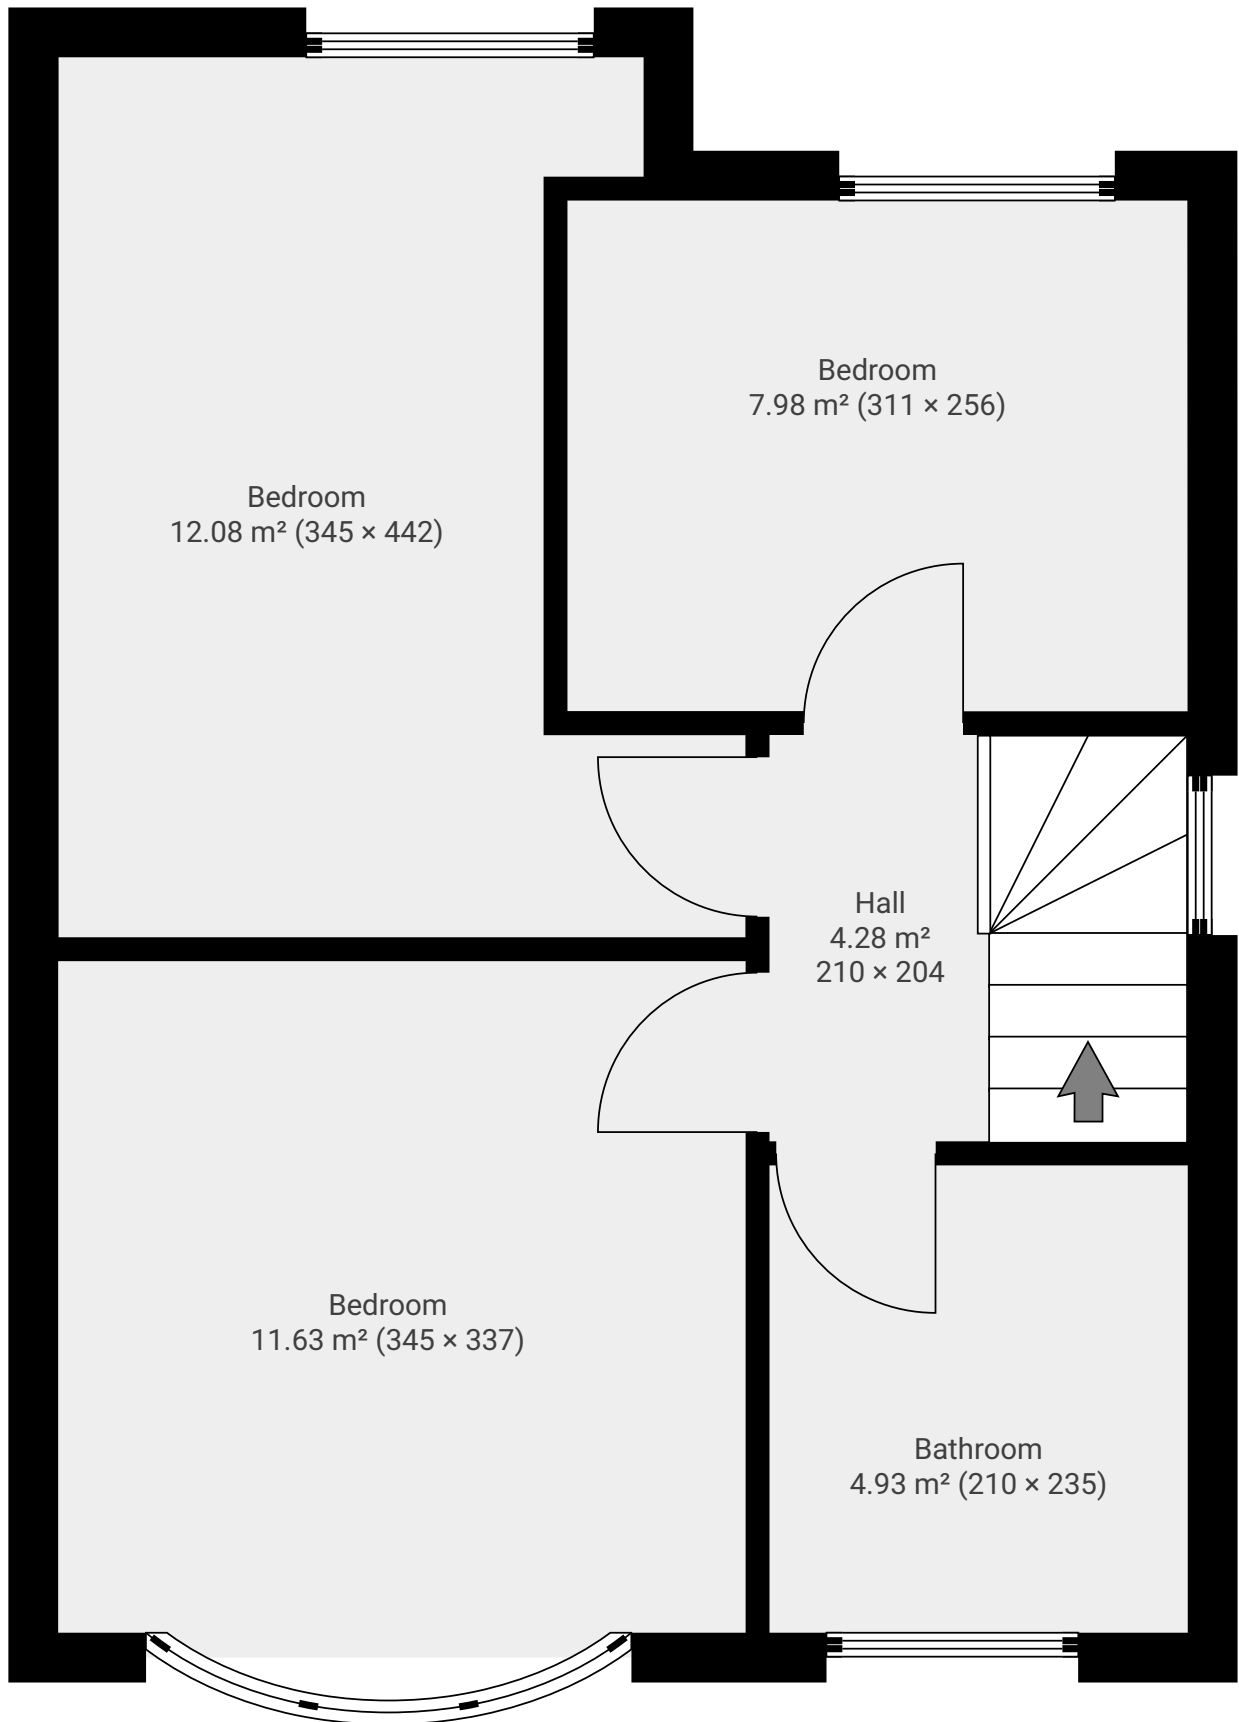 Bedroom
7.98 m² (311 × 256)
Bedroom
12.08 m² (345 × 442)
Hall
4.28 m²
210 × 204
Bedroom
11.63 m² (345 × 337)
Bathroom
4.93 m² (210 × 235)